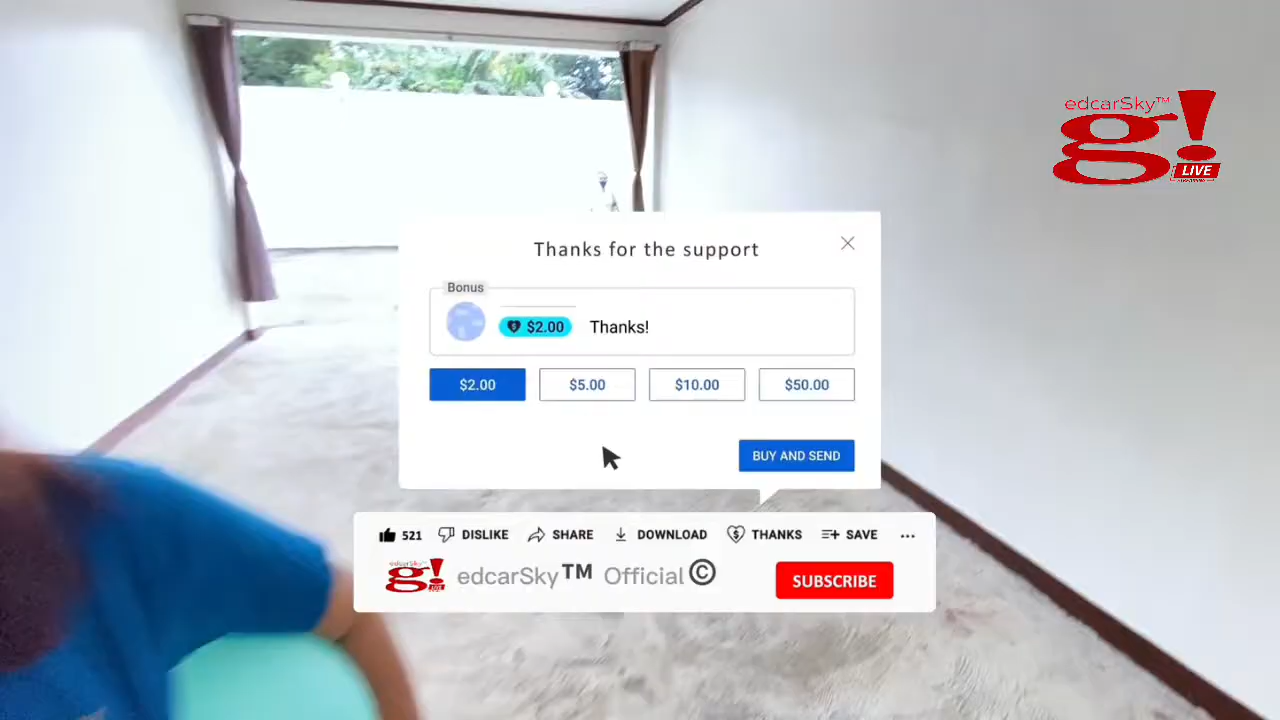 edcarSky™
g!
LIVE
Thanks for the support
Bonus
$2.00 Thanks!
$2.00 $5.00 $10.00 $50.00
BUY AND SEND
521 DISLIKE SHARE DOWNLOAD THANKS SAVE ...
edcarSky™ Official ©
SUBSCRIBE